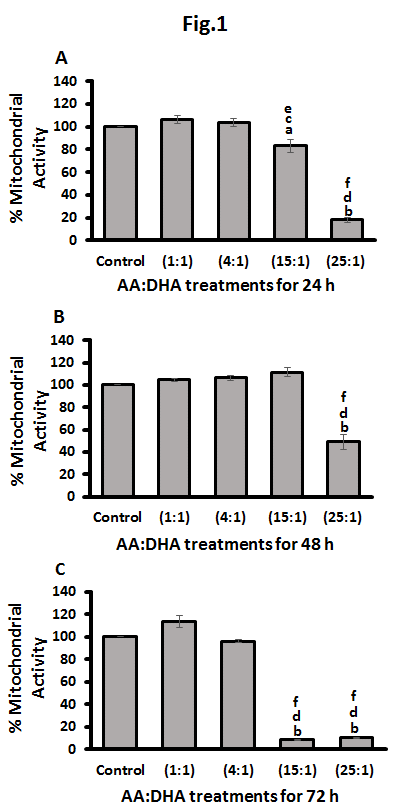 Fig.1
A
% Mitochondrial
Activity
140
120
100
80
60
40
20
0
e
c
a
f
d
b
Control (1:1) (4:1) (15:1) (25:1)
AA:DHA treatments for 24 h
B
% Mitochondrial
Activity
140
120
100
80
60
40
20
0
f
d
b
Control (1:1) (4:1) (15:1) (25:1)
AA:DHA treatments for 48 h
C
% Mitochondrial
Activity
140
120
100
80
60
40
20
0
f
d
b
f
d
b
Control (1:1) (4:1) (15:1) (25:1)
AA:DHA treatments for 72 h